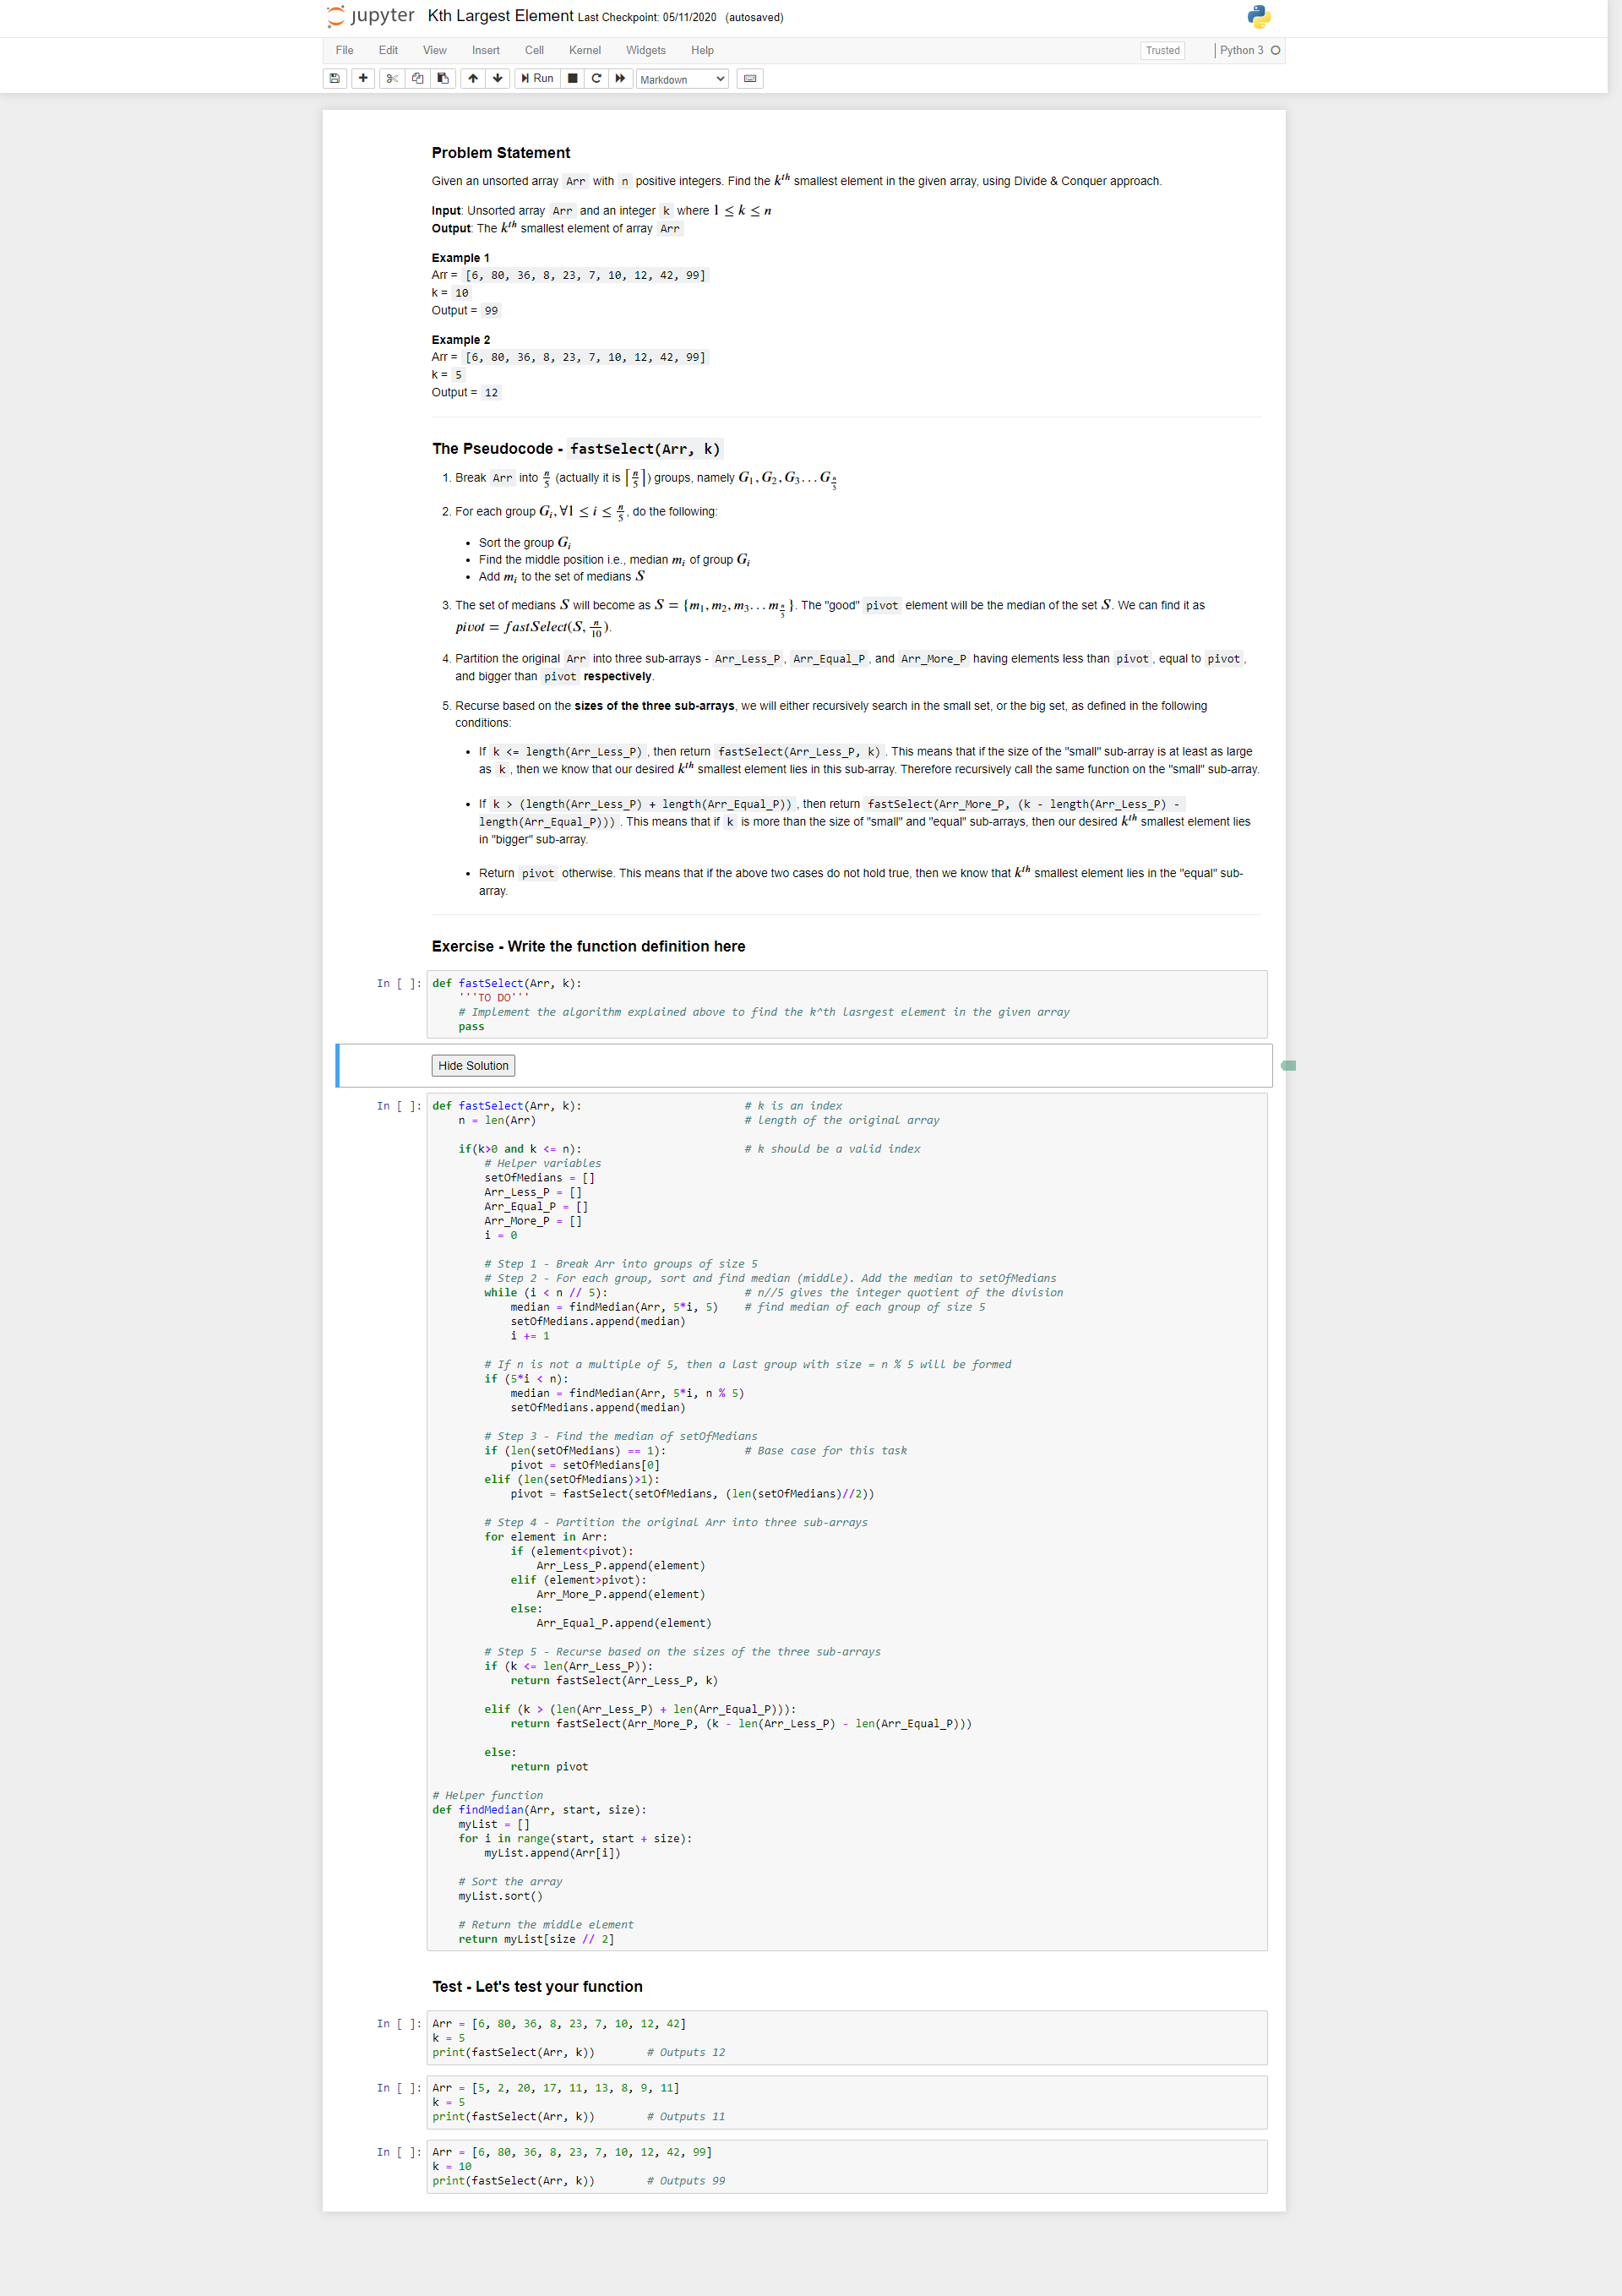 jupyter Kth Largest Element Last Checkpoint: 05/11/2020 (autosaved)
File Edit View Insert Cell Kernel Widgets Help Trusted Python 3
Run Markdown
Problem Statement
Given an unsorted array Arr with n positive integers. Find the k^th smallest element in the given array, using Divide & Conquer approach.
Input: Unsorted array Arr and an integer k where 1 ≤ k ≤ n
Output: The k^th smallest element of array Arr
Example 1
Arr = [6, 80, 36, 8, 23, 7, 10, 12, 42, 99]
k = 10
Output = 99
Example 2
Arr = [6, 80, 36, 8, 23, 7, 10, 12, 42, 99]
k = 5
Output = 12
The Pseudocode - fastSelect(Arr, k)
1. Break Arr into n/5 (actually it is ⌈n/5⌉) groups, namely G₁, G₂, G₃...G_n/5
2. For each group Gᵢ, ∀1 ≤ i ≤ n/5, do the following:
• Sort the group Gᵢ
• Find the middle position i.e., median mᵢ of group Gᵢ
• Add mᵢ to the set of medians S
3. The set of medians S will become as S = {m₁, m₂, m₃...m_n/5}. The "good" pivot element will be the median of the set S. We can find it as
pivot = fastSelect(S, n/10).
4. Partition the original Arr into three sub-arrays - Arr_Less_P, Arr_Equal_P, and Arr_More_P having elements less than pivot, equal to pivot,
and bigger than pivot respectively.
5. Recurse based on the sizes of the three sub-arrays, we will either recursively search in the small set, or the big set, as defined in the following
conditions:
• If k <= length(Arr_Less_P), then return fastSelect(Arr_Less_P, k). This means that if the size of the "small" sub-array is at least as large
as k, then we know that our desired k^th smallest element lies in this sub-array. Therefore recursively call the same function on the "small" sub-array.
• If k > (length(Arr_Less_P) + length(Arr_Equal_P)), then return fastSelect(Arr_More_P, (k - length(Arr_Less_P) -
length(Arr_Equal_P))). This means that if k is more than the size of "small" and "equal" sub-arrays, then our desired k^th smallest element lies
in "bigger" sub-array.
• Return pivot otherwise. This means that if the above two cases do not hold true, then we know that k^th smallest element lies in the "equal" sub-
array.
Exercise - Write the function definition here
In [ ]: def fastSelect(Arr, k):
'''TO DO'''
# Implement the algorithm explained above to find the k^th lasrgest element in the given array
pass
Hide Solution
In [ ]: def fastSelect(Arr, k): # k is an index
n = len(Arr) # length of the original array
if(k>0 and k <= n): # k should be a valid index
# Helper variables
setOfMedians = []
Arr_Less_P = []
Arr_Equal_P = []
Arr_More_P = []
i = 0
# Step 1 - Break Arr into groups of size 5
# Step 2 - For each group, sort and find median (middle). Add the median to setOfMedians
while (i < n // 5): # n//5 gives the integer quotient of the division
median = findMedian(Arr, 5*i, 5) # find median of each group of size 5
setOfMedians.append(median)
i += 1
# If n is not a multiple of 5, then a last group with size = n % 5 will be formed
if (5*i < n):
median = findMedian(Arr, 5*i, n % 5)
setOfMedians.append(median)
# Step 3 - Find the median of setOfMedians
if (len(setOfMedians) == 1): # Base case for this task
pivot = setOfMedians[0]
elif (len(setOfMedians)>1):
pivot = fastSelect(setOfMedians, (len(setOfMedians)//2))
# Step 4 - Partition the original Arr into three sub-arrays
for element in Arr:
if (element<pivot):
Arr_Less_P.append(element)
elif (element>pivot):
Arr_More_P.append(element)
else:
Arr_Equal_P.append(element)
# Step 5 - Recurse based on the sizes of the three sub-arrays
if (k <= len(Arr_Less_P)):
return fastSelect(Arr_Less_P, k)
elif (k > (len(Arr_Less_P) + len(Arr_Equal_P))):
return fastSelect(Arr_More_P, (k - len(Arr_Less_P) - len(Arr_Equal_P)))
else:
return pivot
# Helper function
def findMedian(Arr, start, size):
myList = []
for i in range(start, start + size):
myList.append(Arr[i])
# Sort the array
myList.sort()
# Return the middle element
return myList[size // 2]
Test - Let's test your function
In [ ]: Arr = [6, 80, 36, 8, 23, 7, 10, 12, 42]
k = 5
print(fastSelect(Arr, k)) # Outputs 12
In [ ]: Arr = [5, 2, 20, 17, 11, 13, 8, 9, 11]
k = 5
print(fastSelect(Arr, k)) # Outputs 11
In [ ]: Arr = [6, 80, 36, 8, 23, 7, 10, 12, 42, 99]
k = 10
print(fastSelect(Arr, k)) # Outputs 99